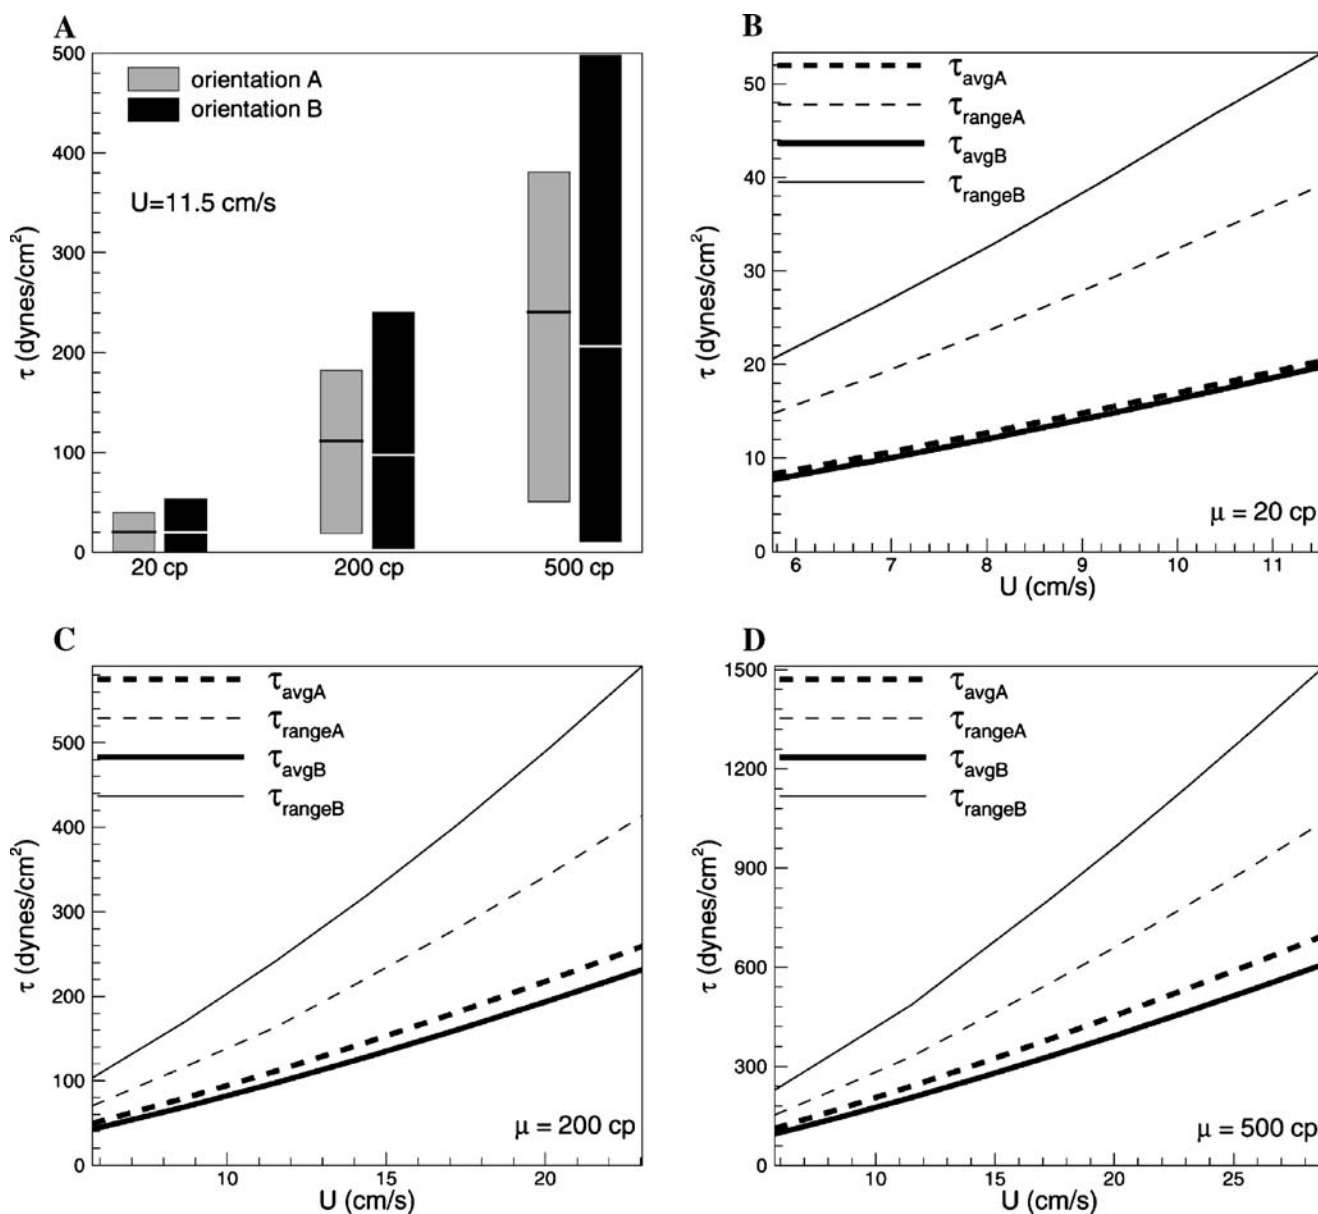 A
500
400
300
200
100
0
τ (dynes/cm²)
orientation A
orientation B
U=11.5 cm/s
20 cp
200 cp
500 cp
B
50
40
30
20
10
0
τ (dynes/cm²)
τavgA
τrangeA
τavgB
τrangeB
μ = 20 cp
6 7 8 9 10 11
U (cm/s)
C
500
400
300
200
100
0
τ (dynes/cm²)
τavgA
τrangeA
τavgB
τrangeB
μ = 200 cp
10 15 20
U (cm/s)
D
1500
1200
900
600
300
0
τ (dynes/cm²)
τavgA
τrangeA
τavgB
τrangeB
μ = 500 cp
10 15 20 25
U (cm/s)